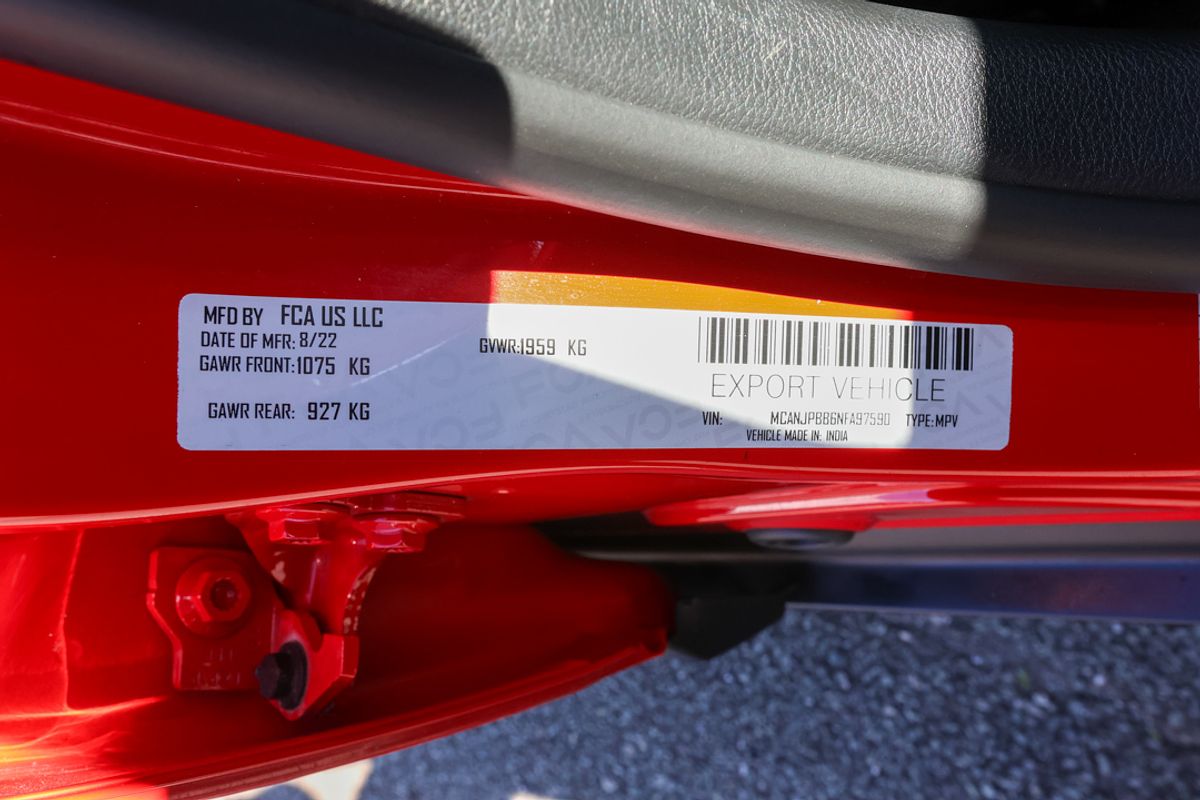 MFD BY FCA US LLC
DATE OF MFR: 8/22
GAWR FRONT:1075 KG
GVWR:1959 KG
GAWR REAR: 927 KG
EXPORT VEHICLE
VIN: MCANJPBB6NFA97590 TYPE:MPV
VEHICLE MADE IN: INDIA